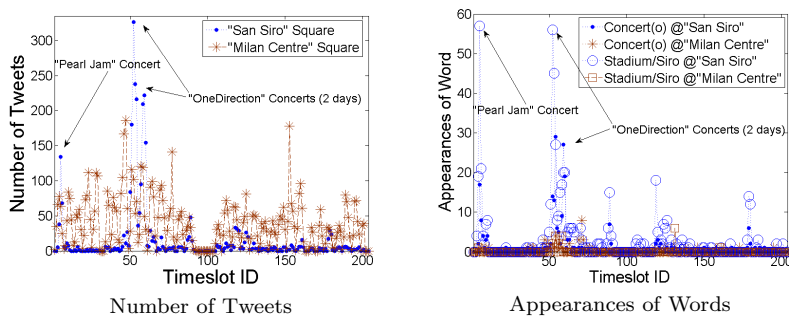 Number of Tweets
300
250
200
150
100
50
0
"San Siro" Square
"Milan Centre" Square
"Pearl Jam" Concert
"OneDirection" Concerts (2 days)
50
100
150
200
Timeslot ID
Number of Tweets
Appearances of Word
60
50
40
30
20
10
0
Concert(o) @"San Siro"
Concert(o) @"Milan Centre"
Stadium/Siro @"San Siro"
Stadium/Siro @"Milan Centre"
"Pearl Jam" Concert
"OneDirection" Concerts (2 days)
50
100
150
200
Timeslot ID
Appearances of Words